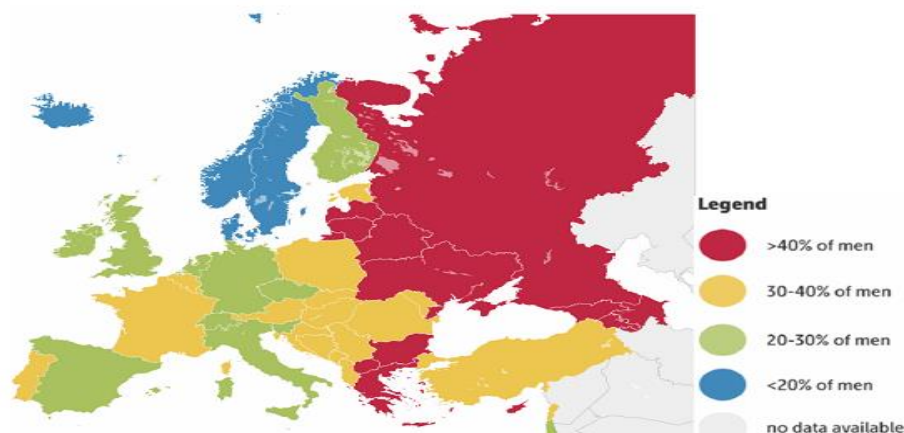 Legend
>40% of men
30-40% of men
20-30% of men
<20% of men
no data available